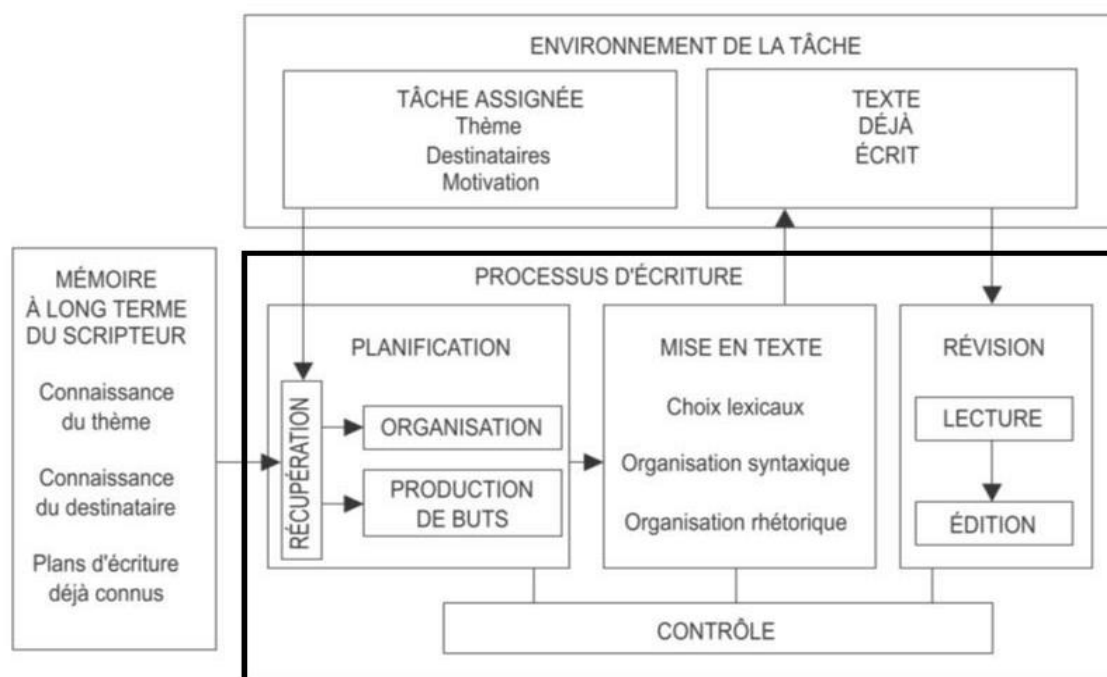 ENVIRONNEMENT DE LA TÂCHE
TÂCHE ASSIGNÉE
Thème
Destinataires
Motivation
TEXTE
DÉJÀ
ÉCRIT
MÉMOIRE
À LONG TERME
DU SCRIPTEUR
Connaissance
du thème
Connaissance
du destinataire
Plans d'écriture
déjà connus
PROCESSUS D'ÉCRITURE
PLANIFICATION
RÉCUPÉRATION
ORGANISATION
PRODUCTION
DE BUTS
MISE EN TEXTE
Choix lexicaux
Organisation syntaxique
Organisation rhétorique
RÉVISION
LECTURE
ÉDITION
CONTRÔLE